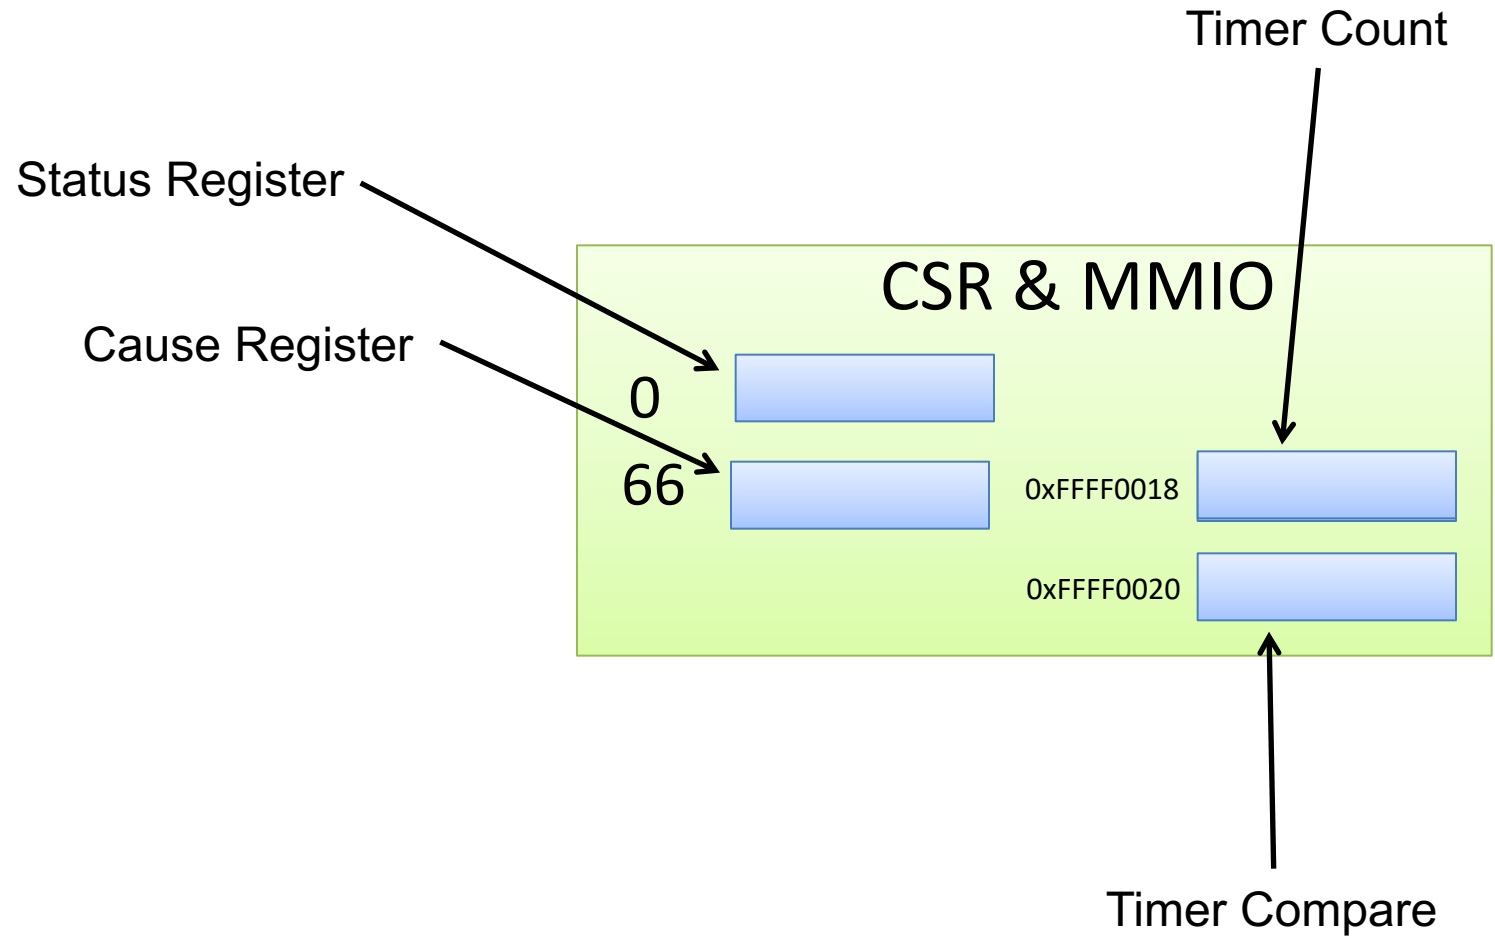 Timer Count
Status Register
CSR & MMIO
Cause Register
0
66
0xFFFF0018
0xFFFF0020
Timer Compare